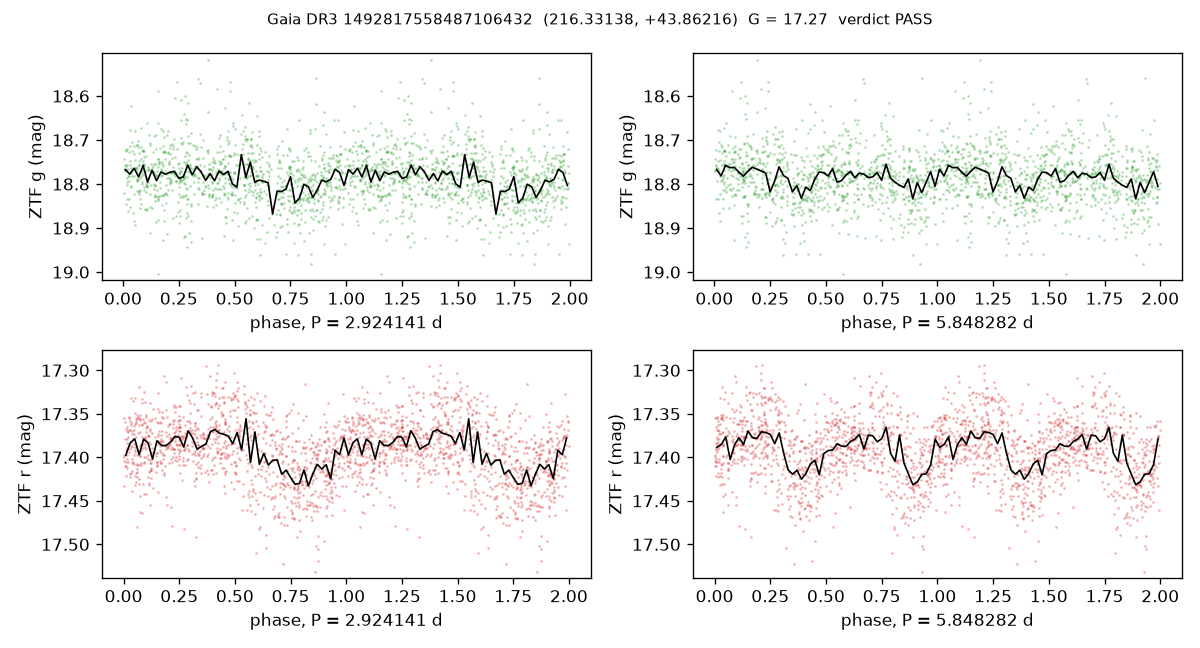 Gaia DR3 1492817558487106432  (216.33138, +43.86216)  G = 17.27  verdict PASS
ZTF g (mag)
18.6
18.7
18.8
18.9
19.0
0.00 0.25 0.50 0.75 1.00 1.25 1.50 1.75 2.00
phase, P = 2.924141 d
ZTF g (mag)
18.6
18.7
18.8
18.9
19.0
0.00 0.25 0.50 0.75 1.00 1.25 1.50 1.75 2.00
phase, P = 5.848282 d
ZTF r (mag)
17.30
17.35
17.40
17.45
17.50
0.00 0.25 0.50 0.75 1.00 1.25 1.50 1.75 2.00
phase, P = 2.924141 d
ZTF r (mag)
17.30
17.35
17.40
17.45
17.50
0.00 0.25 0.50 0.75 1.00 1.25 1.50 1.75 2.00
phase, P = 5.848282 d